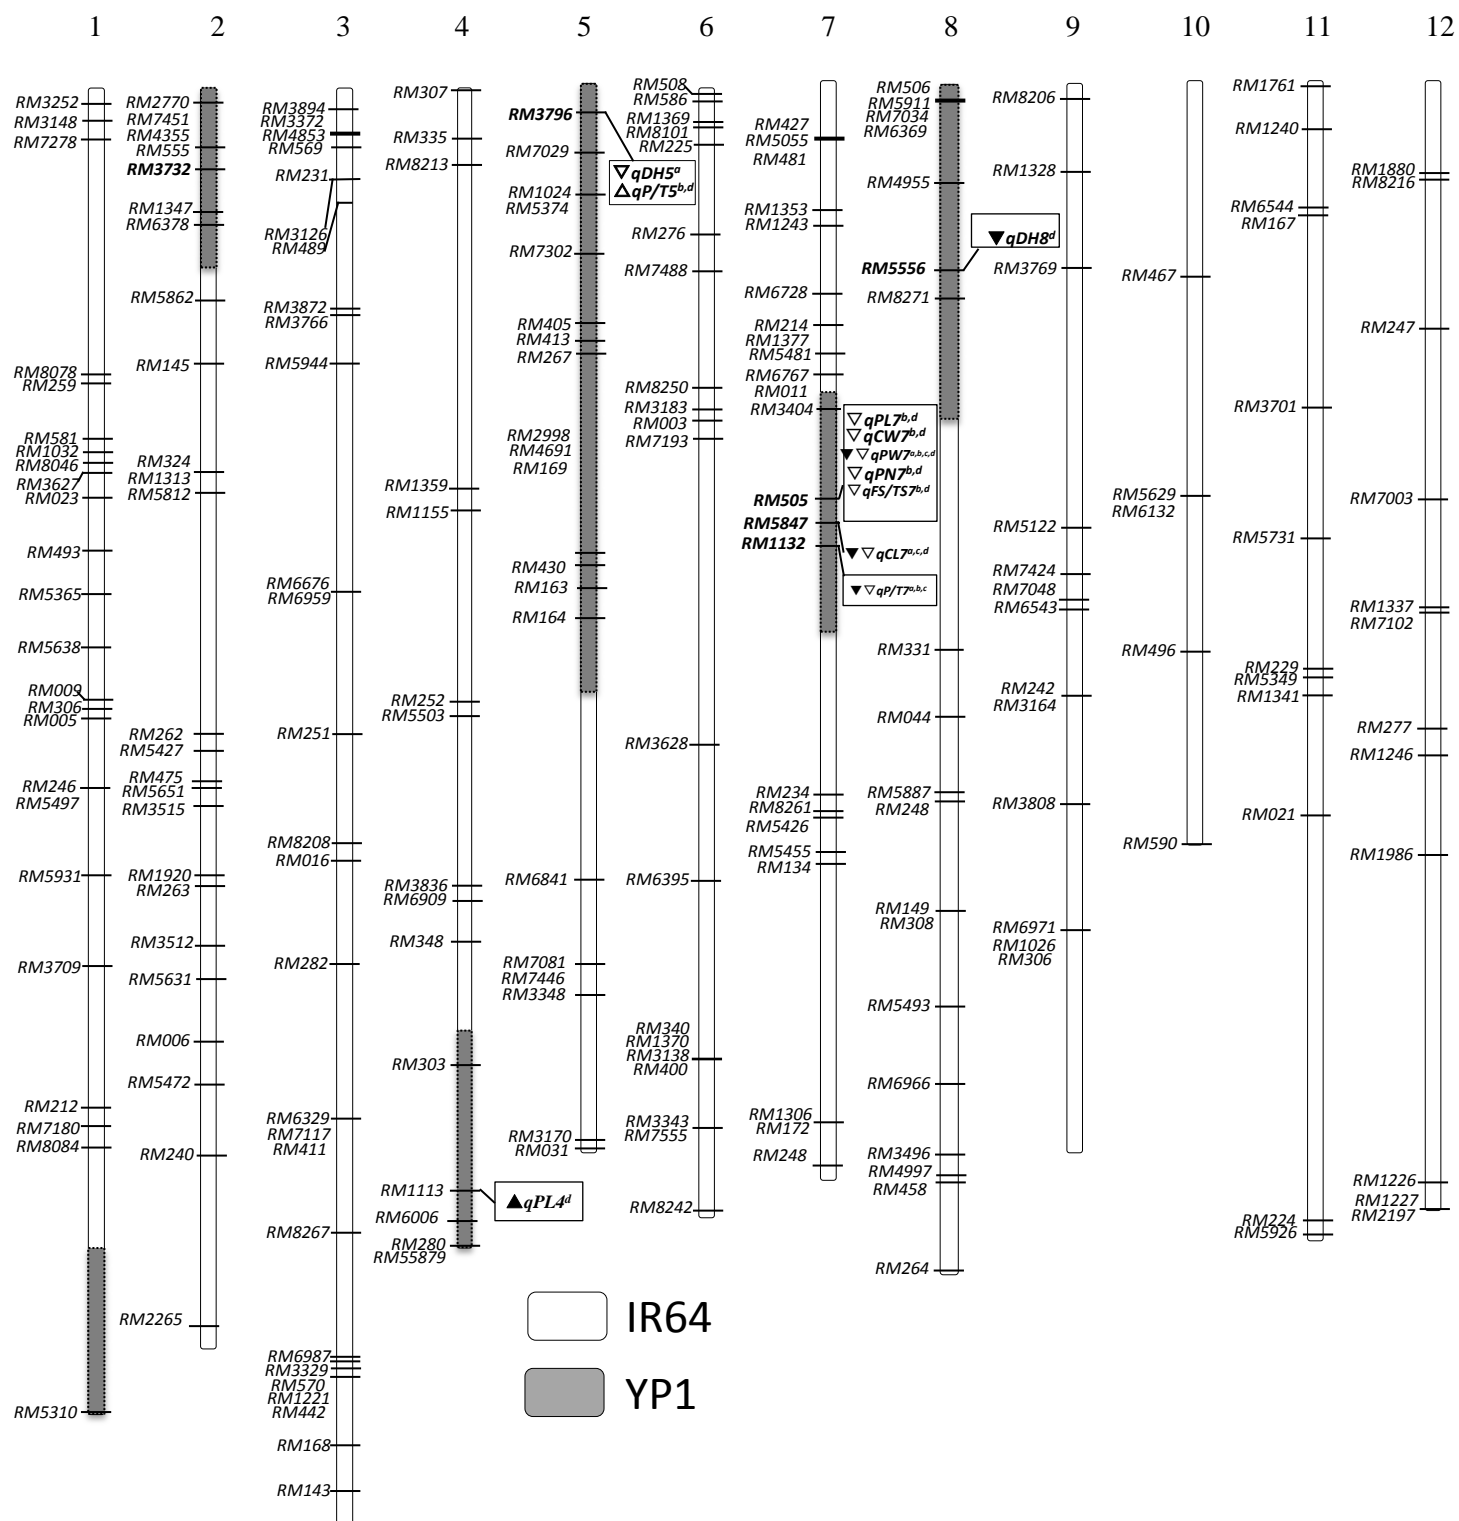 1 2 3 4 5 6 7 8 9 10 11 12
RM3252
RM3148
RM7278
RM8078
RM259
RM581
RM1032
RM8046
RM3627
RM023
RM493
RM5365
RM5638
RM009
RM306
RM005
RM246
RM5497
RM5931
RM3709
RM212
RM7180
RM8084
RM5310
RM2770
RM7451
RM4355
RM555
RM3732
RM1347
RM6378
RM5862
RM145
RM324
RM1313
RM5812
RM262
RM5427
RM475
RM5651
RM3515
RM1920
RM263
RM3512
RM5631
RM006
RM5472
RM240
RM2265
RM3894
RM3372
RM4853
RM569
RM231
RM3126
RM489
RM3872
RM3766
RM5944
RM6676
RM6959
RM251
RM8208
RM016
RM282
RM6329
RM7117
RM411
RM8267
RM6987
RM3329
RM570
RM1221
RM442
RM168
RM143
RM307
RM335
RM8213
RM1359
RM1155
RM252
RM5503
RM3836
RM6909
RM348
RM303
RM1113
▲qPL4d
RM6006
RM280
RM55879
RM3796
▽qDH5a
△qP/T5b,d
RM7029
RM1024
RM5374
RM7302
RM405
RM413
RM267
RM2998
RM4691
RM169
RM430
RM163
RM164
RM6841
RM7081
RM7446
RM3348
RM3170
RM031
RM508
RM586
RM1369
RM8101
RM225
RM276
RM7488
RM8250
RM3183
RM003
RM7193
RM3628
RM6395
RM340
RM1370
RM3138
RM400
RM3343
RM7555
RM8242
RM427
RM5055
RM481
RM1353
RM1243
RM6728
RM214
RM1377
RM5481
RM6767
RM011
RM3404
▽qPL7b,d
▽qCW7b,d
▼▽qPW7a,b,c,d
▽qPN7b,d
▽qFS/TS7b,d
RM505
RM5847
RM1132
▼▽qCL7a,c,d
▼▽qP/T7a,b,c
RM234
RM8261
RM5426
RM5455
RM134
RM1306
RM172
RM248
RM506
RM5911
RM7034
RM6369
RM4955
▼qDH8d
RM5556
RM8271
RM331
RM044
RM5887
RM248
RM149
RM308
RM5493
RM6966
RM3496
RM4997
RM458
RM264
RM8206
RM1328
RM3769
RM5122
RM7424
RM7048
RM6543
RM242
RM3164
RM3808
RM6971
RM1026
RM306
RM467
RM5629
RM6132
RM496
RM590
RM1761
RM1240
RM6544
RM167
RM3701
RM5731
RM229
RM5349
RM1341
RM021
RM224
RM5926
RM1880
RM8216
RM247
RM7003
RM1337
RM7102
RM277
RM1246
RM1986
RM1226
RM1227
RM2197
IR64
YP1